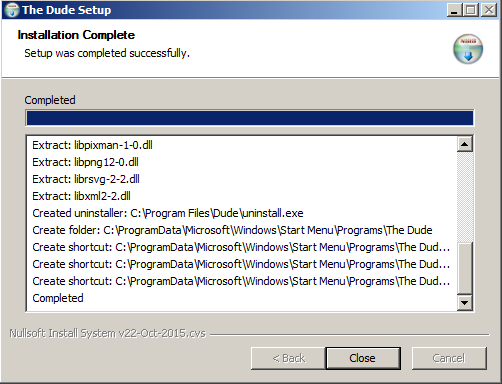 The Dude Setup
Installation Complete
Setup was completed successfully.
Completed
Extract: libpixman-1-0.dll
Extract: libpng12-0.dll
Extract: librsvg-2-2.dll
Extract: libxml2-2.dll
Created uninstaller: C:\Program Files\Dude\uninstall.exe
Create folder: C:\ProgramData\Microsoft\Windows\Start Menu\Programs\The Dude
Create shortcut: C:\ProgramData\Microsoft\Windows\Start Menu\Programs\The Dud...
Create shortcut: C:\ProgramData\Microsoft\Windows\Start Menu\Programs\The Dud...
Create shortcut: C:\ProgramData\Microsoft\Windows\Start Menu\Programs\The Dud...
Completed
Nullsoft Install System v22-Oct-2015.cvs
< Back Close Cancel